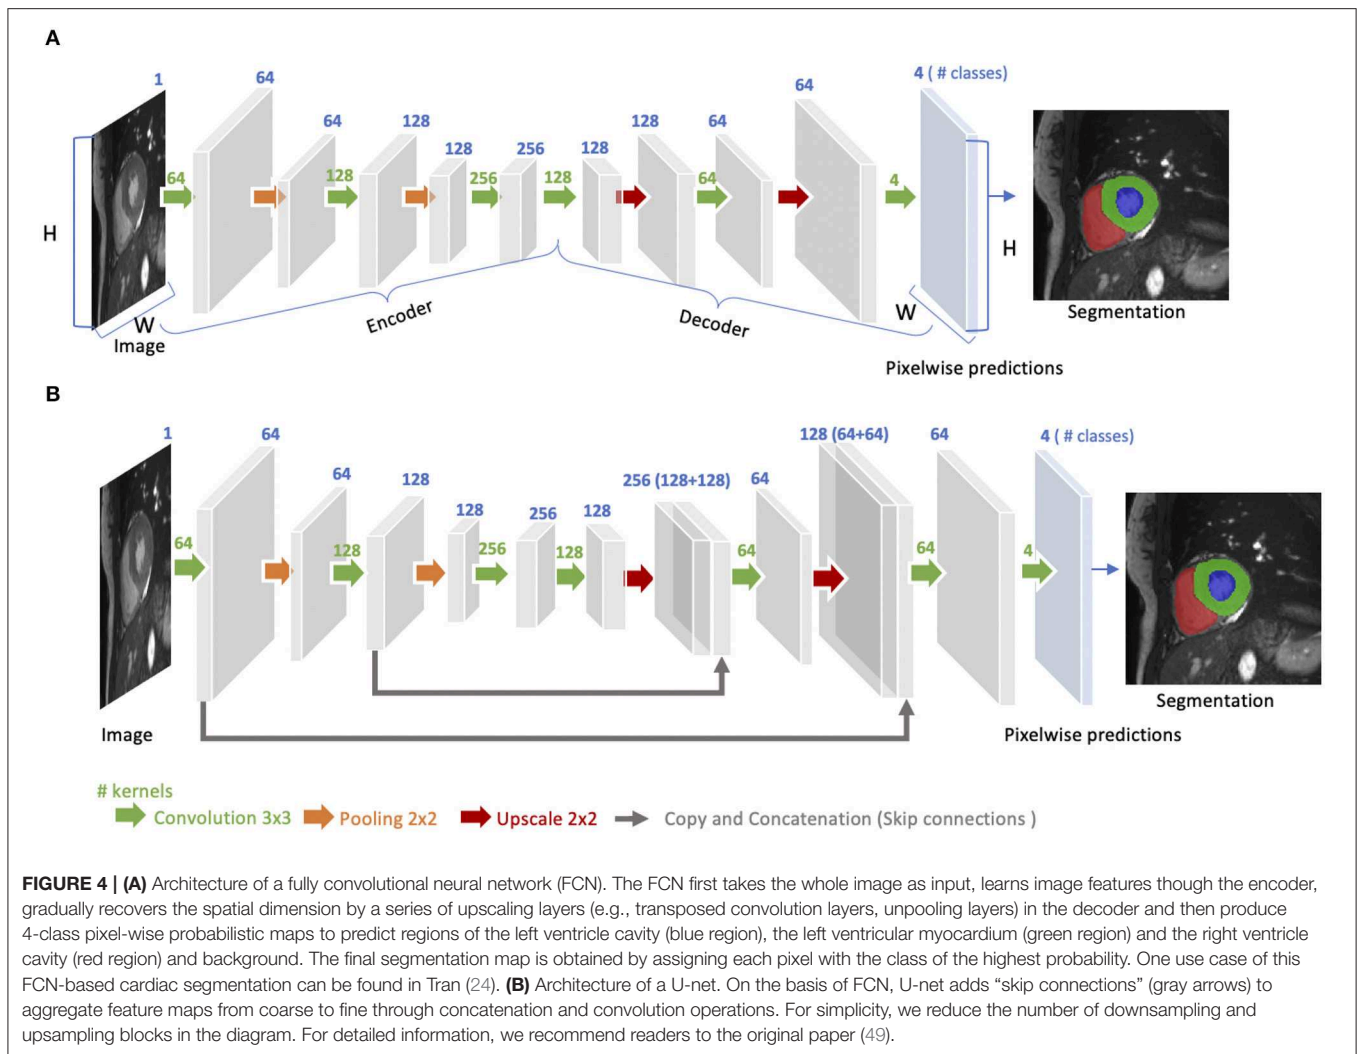 A
1
64
64
128
128
256
128
128
64
64
4 ( # classes)
64
128
256
128
64
4
H
W
Image
Encoder
Decoder
W
H
Segmentation
Pixelwise predictions
B
1
64
64
128
128
256
128
256 (128+128)
64
128 (64+64)
64
4 ( # classes)
64
128
256
128
64
64
4
Image
Segmentation
Pixelwise predictions
# kernels
Convolution 3x3
Pooling 2x2
Upscale 2x2
Copy and Concatenation (Skip connections )
FIGURE 4 | (A) Architecture of a fully convolutional neural network (FCN). The FCN first takes the whole image as input, learns image features though the encoder,
gradually recovers the spatial dimension by a series of upscaling layers (e.g., transposed convolution layers, unpooling layers) in the decoder and then produce
4-class pixel-wise probabilistic maps to predict regions of the left ventricle cavity (blue region), the left ventricular myocardium (green region) and the right ventricle
cavity (red region) and background. The final segmentation map is obtained by assigning each pixel with the class of the highest probability. One use case of this
FCN-based cardiac segmentation can be found in Tran (24). (B) Architecture of a U-net. On the basis of FCN, U-net adds “skip connections” (gray arrows) to
aggregate feature maps from coarse to fine through concatenation and convolution operations. For simplicity, we reduce the number of downsampling and
upsampling blocks in the diagram. For detailed information, we recommend readers to the original paper (49).